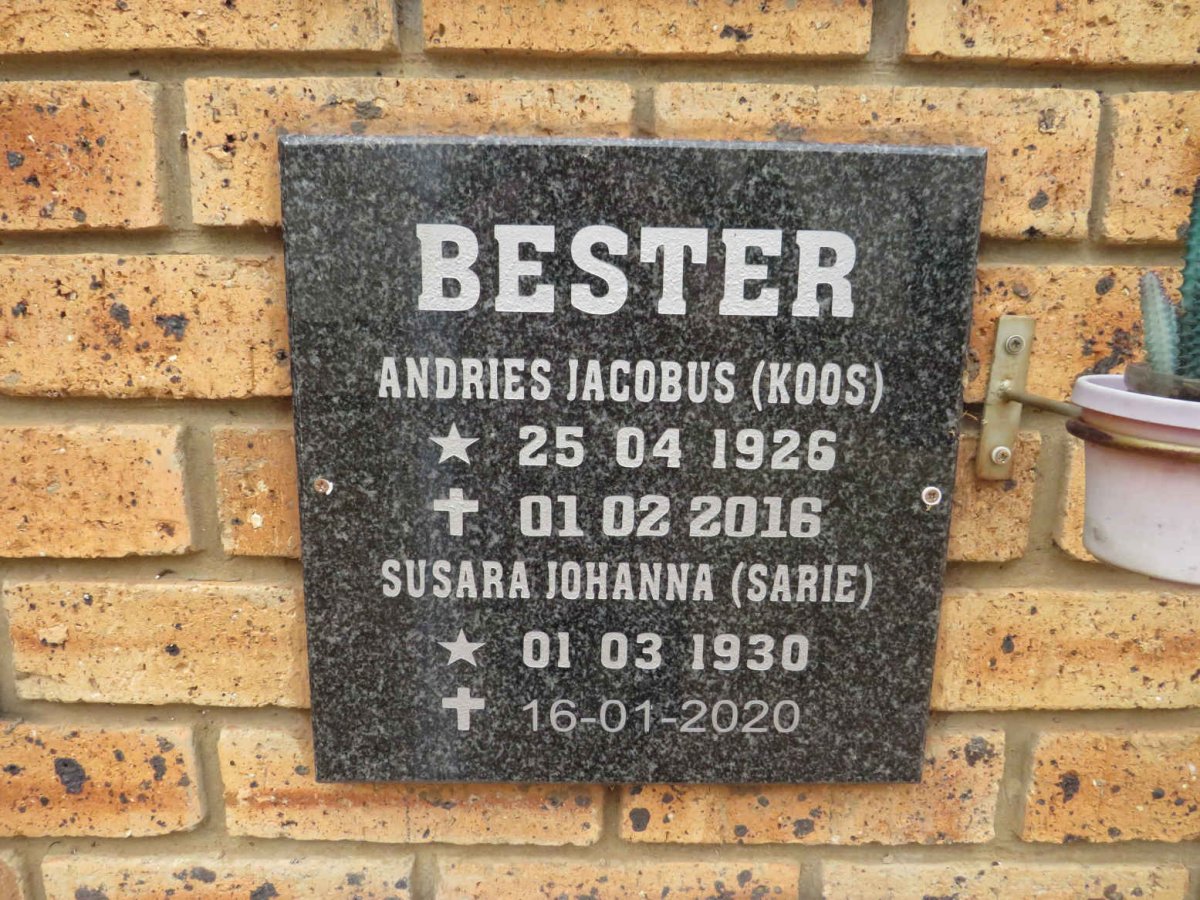 BESTER
ANDRIES JACOBUS (KOOS)
★ 25 04 1926
✝ 01 02 2016
SUSARA JOHANNA (SARIE)
★ 01 03 1930
✝ 16-01-2020